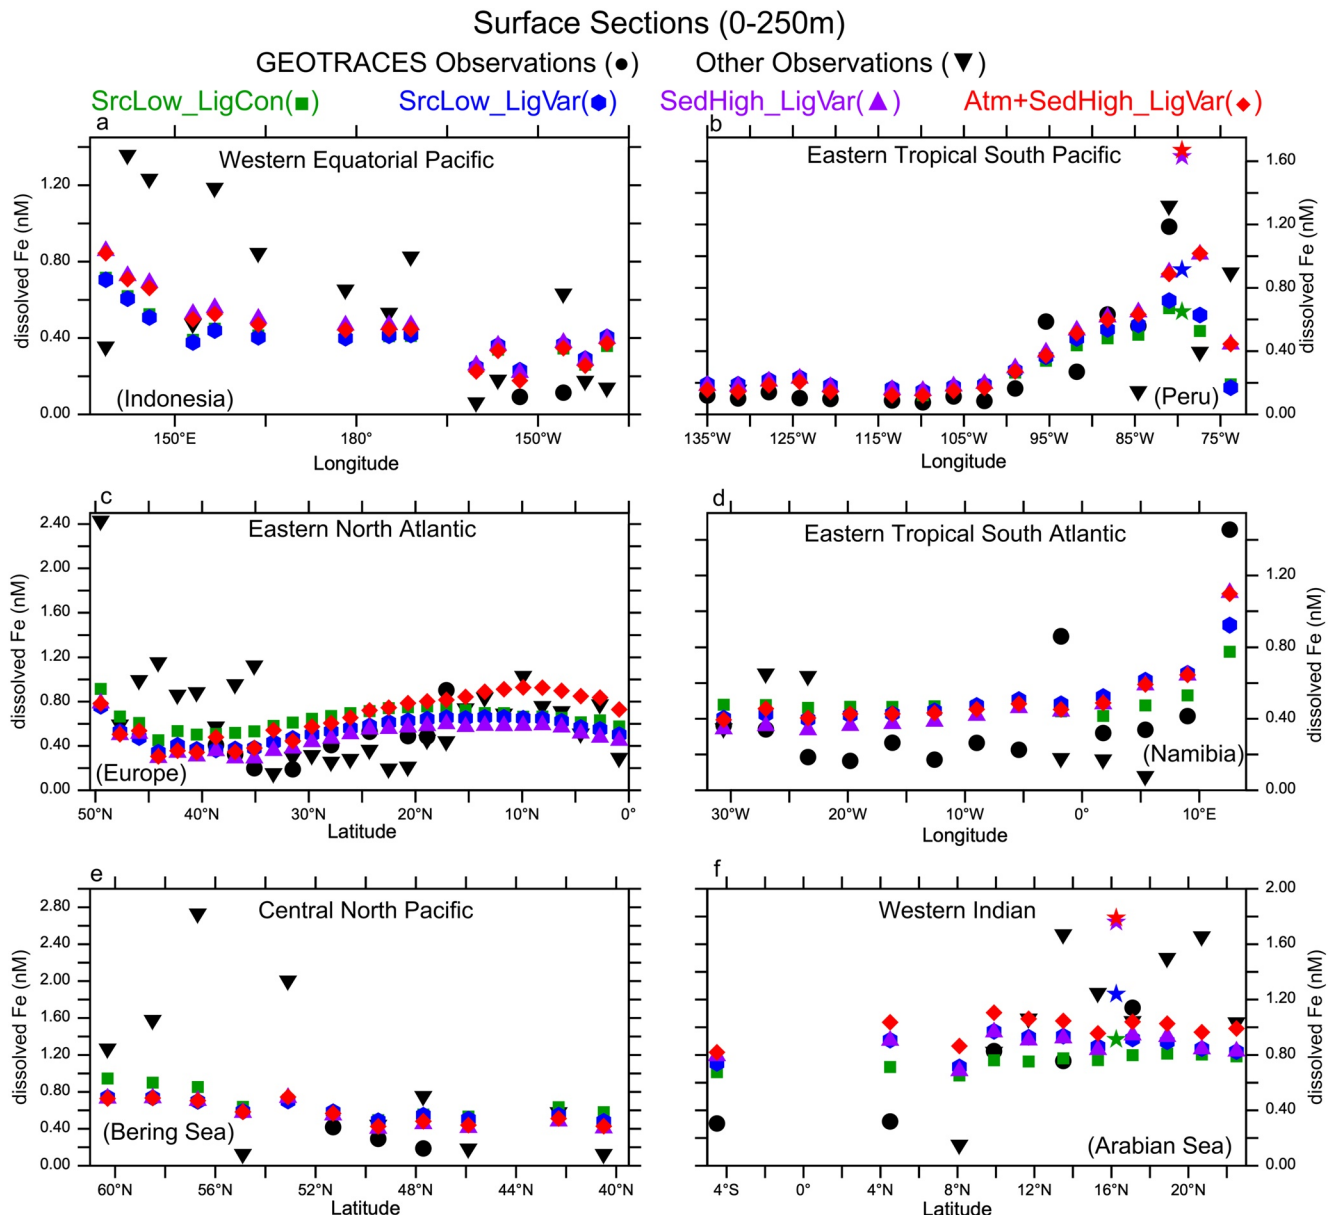 Surface Sections (0-250m)
GEOTRACES Observations (●) Other Observations (▼)
SrcLow_LigCon(■) SrcLow_LigVar(⬢) SedHigh_LigVar(▲) Atm+SedHigh_LigVar(◆)
a
Western Equatorial Pacific
1.20
0.80
0.40
0.00
dissolved Fe (nM)
(Indonesia)
150°E 180° 150°W
Longitude
b
Eastern Tropical South Pacific
1.60
1.20
0.80
0.40
0.00
dissolved Fe (nM)
(Peru)
135°W 125°W 115°W 105°W 95°W 85°W 75°W
Longitude
c
Eastern North Atlantic
2.40
2.00
1.60
1.20
0.80
0.40
0.00
dissolved Fe (nM)
(Europe)
50°N 40°N 30°N 20°N 10°N 0°
Latitude
d
Eastern Tropical South Atlantic
1.20
0.80
0.40
0.00
dissolved Fe (nM)
(Namibia)
30°W 20°W 10°W 0° 10°E
Longitude
e
Central North Pacific
2.80
2.40
2.00
1.60
1.20
0.80
0.40
0.00
dissolved Fe (nM)
(Bering Sea)
60°N 56°N 52°N 48°N 44°N 40°N
Latitude
f
Western Indian
2.00
1.60
1.20
0.80
0.40
0.00
dissolved Fe (nM)
(Arabian Sea)
4°S 0° 4°N 8°N 12°N 16°N 20°N
Latitude